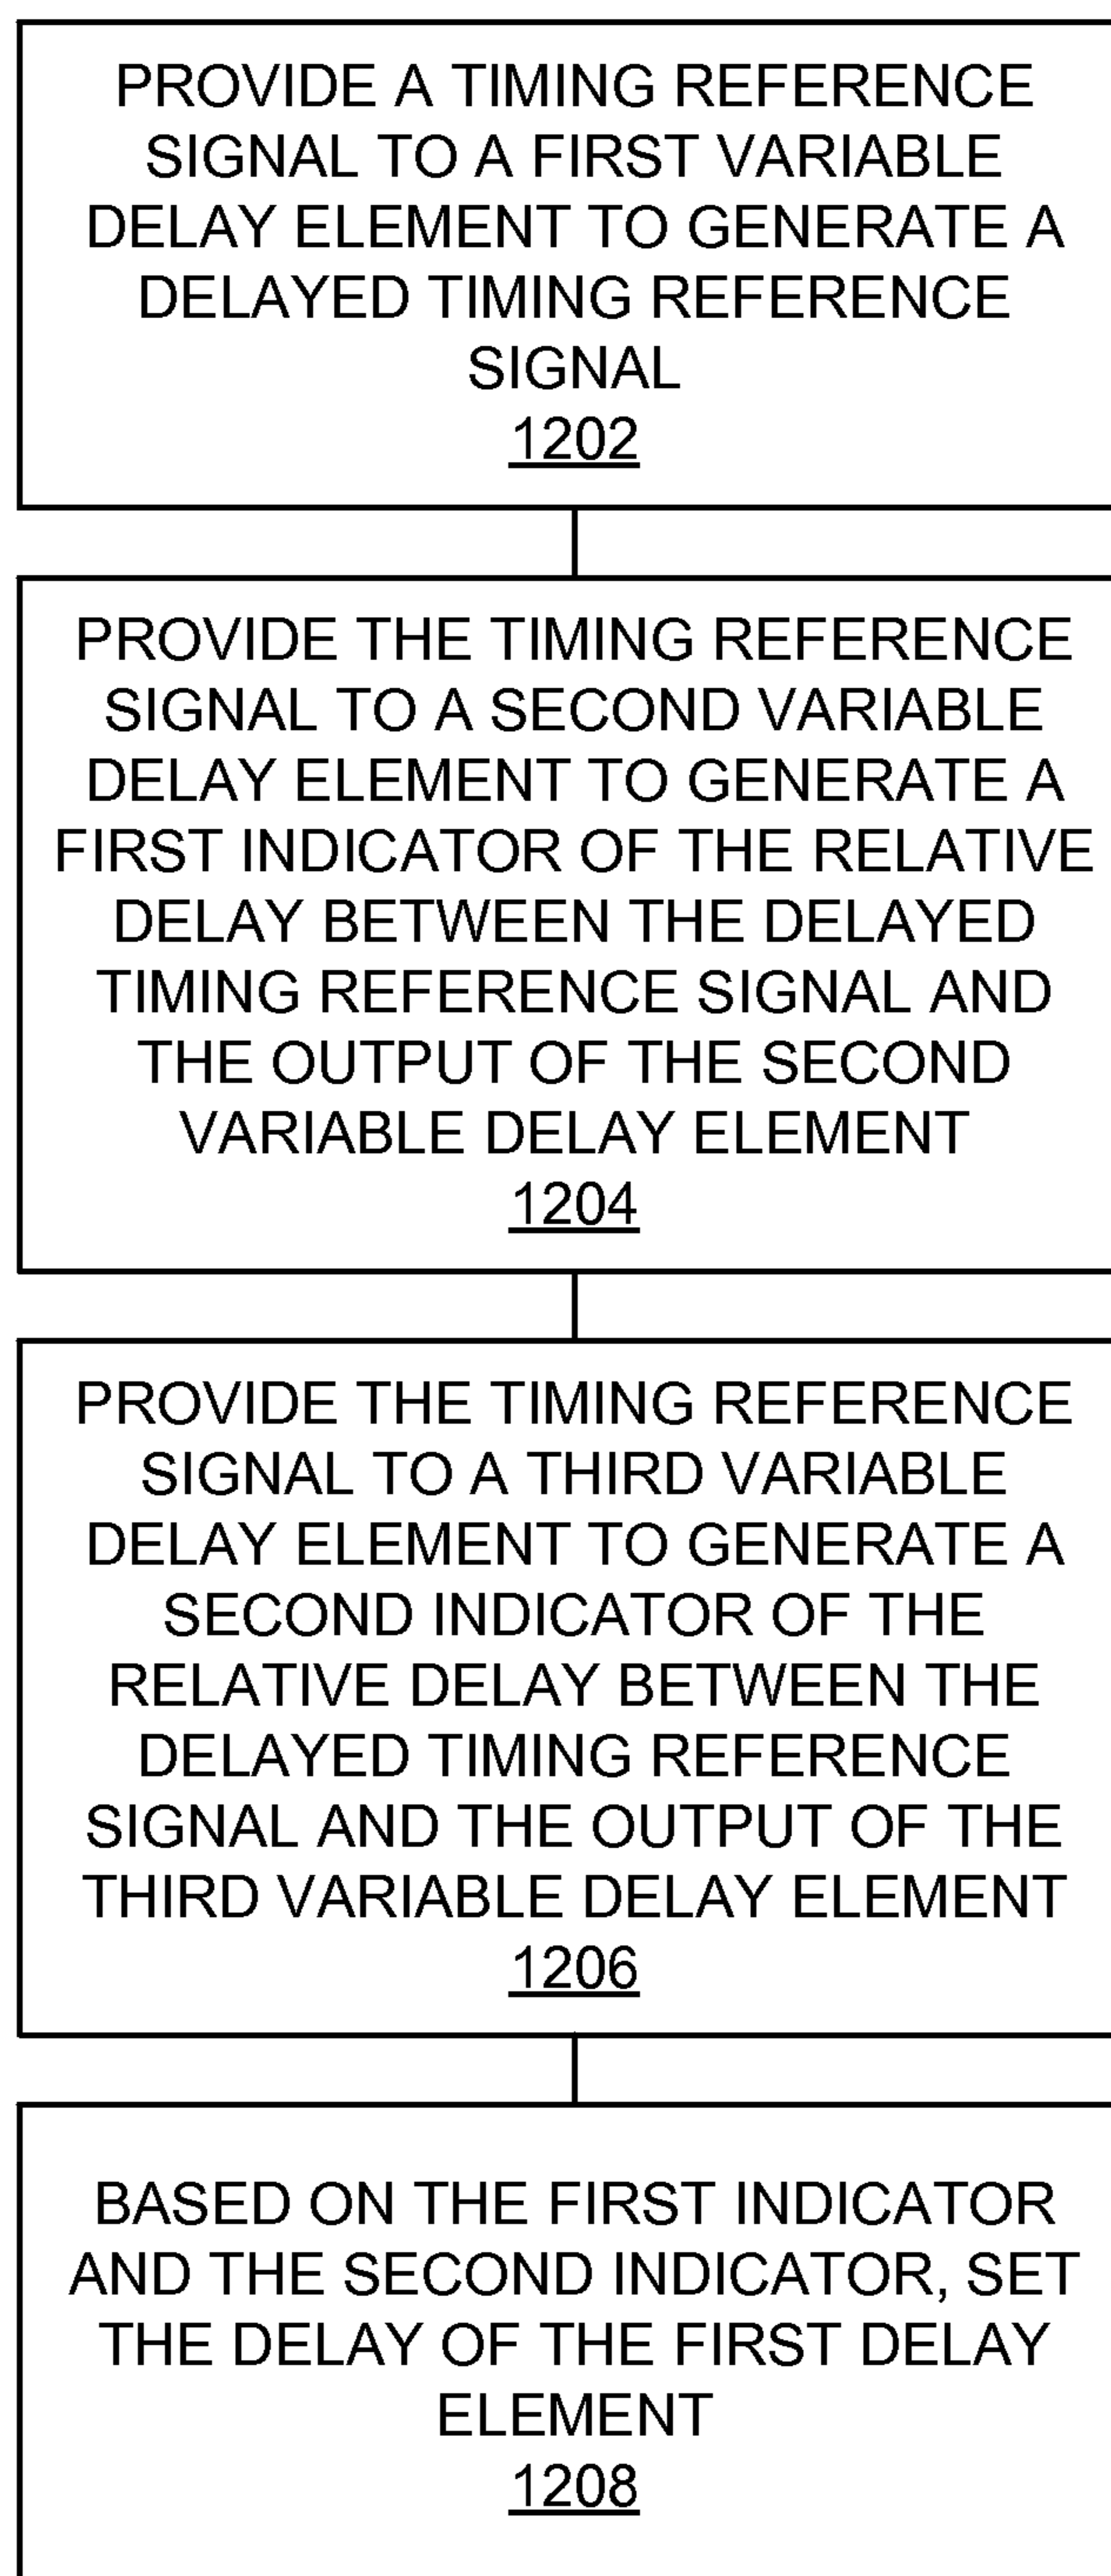 PROVIDE A TIMING REFERENCE
SIGNAL TO A FIRST VARIABLE
DELAY ELEMENT TO GENERATE A
DELAYED TIMING REFERENCE
SIGNAL
1202
PROVIDE THE TIMING REFERENCE
SIGNAL TO A SECOND VARIABLE
DELAY ELEMENT TO GENERATE A
FIRST INDICATOR OF THE RELATIVE
DELAY BETWEEN THE DELAYED
TIMING REFERENCE SIGNAL AND
THE OUTPUT OF THE SECOND
VARIABLE DELAY ELEMENT
1204
PROVIDE THE TIMING REFERENCE
SIGNAL TO A THIRD VARIABLE
DELAY ELEMENT TO GENERATE A
SECOND INDICATOR OF THE
RELATIVE DELAY BETWEEN THE
DELAYED TIMING REFERENCE
SIGNAL AND THE OUTPUT OF THE
THIRD VARIABLE DELAY ELEMENT
1206
BASED ON THE FIRST INDICATOR
AND THE SECOND INDICATOR, SET
THE DELAY OF THE FIRST DELAY
ELEMENT
1208